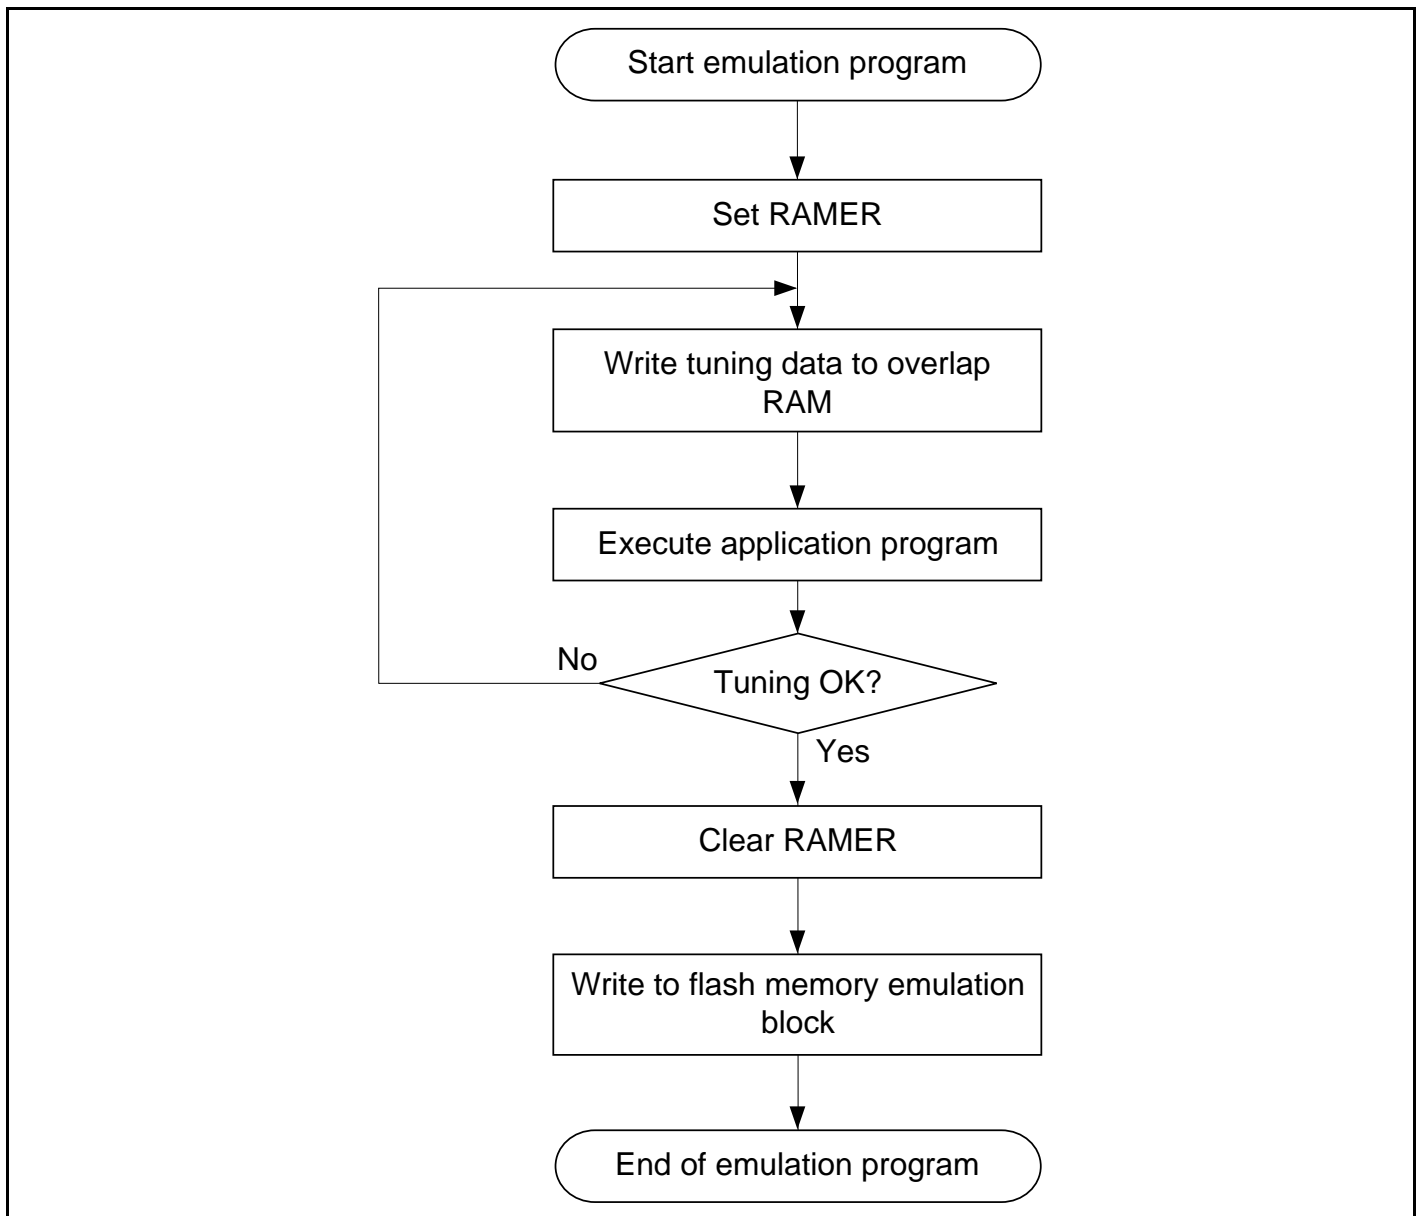 Start emulation program
Set RAMER
Write tuning data to overlap
RAM
Execute application program
No
Tuning OK?
Yes
Clear RAMER
Write to flash memory emulation
block
End of emulation program